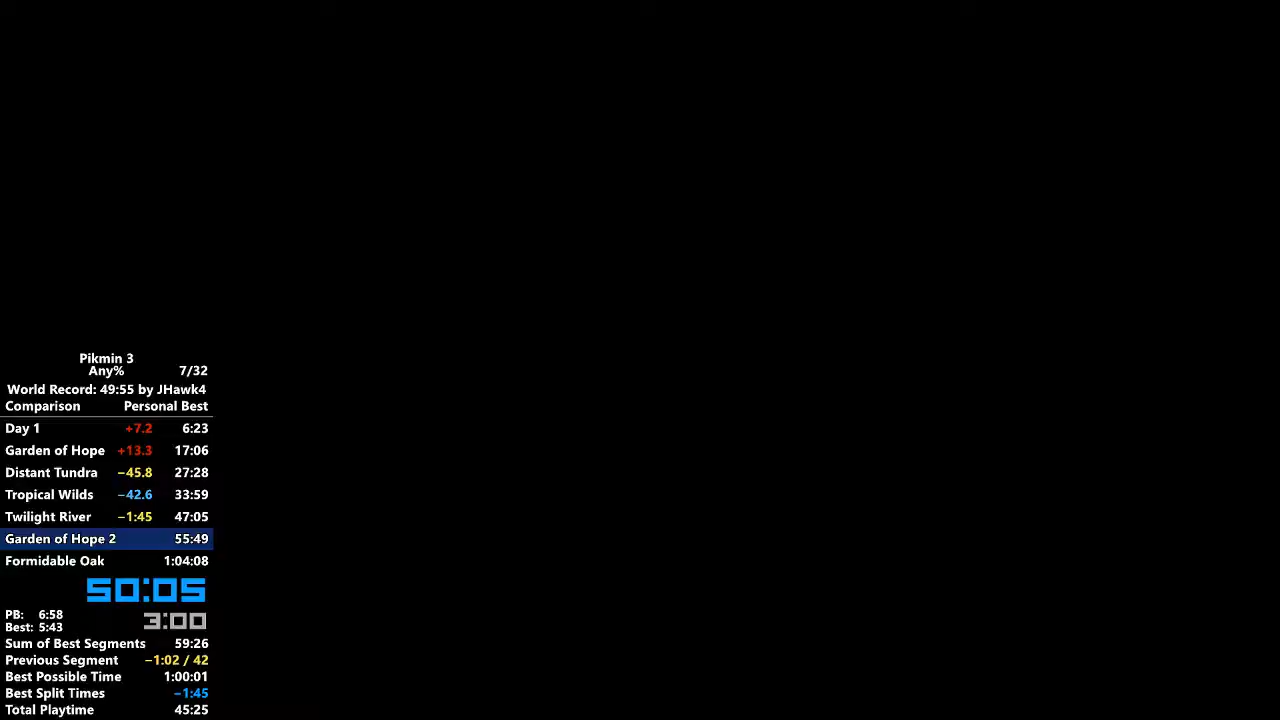 Pikmin 3
Any% 7/32
World Record: 49:55 by JHawk4
Comparison Personal Best
Day 1 +7.2 6:23
Garden of Hope +13.3 17:06
Distant Tundra −45.8 27:28
Tropical Wilds −42.6 33:59
Twilight River −1:45 47:05
Garden of Hope 2 55:49
Formidable Oak 1:04:08
50:05
PB: 6:58
Best: 5:43
3:00
Sum of Best Segments 59:26
Previous Segment −1:02 / 42
Best Possible Time 1:00:01
Best Split Times −1:45
Total Playtime 45:25